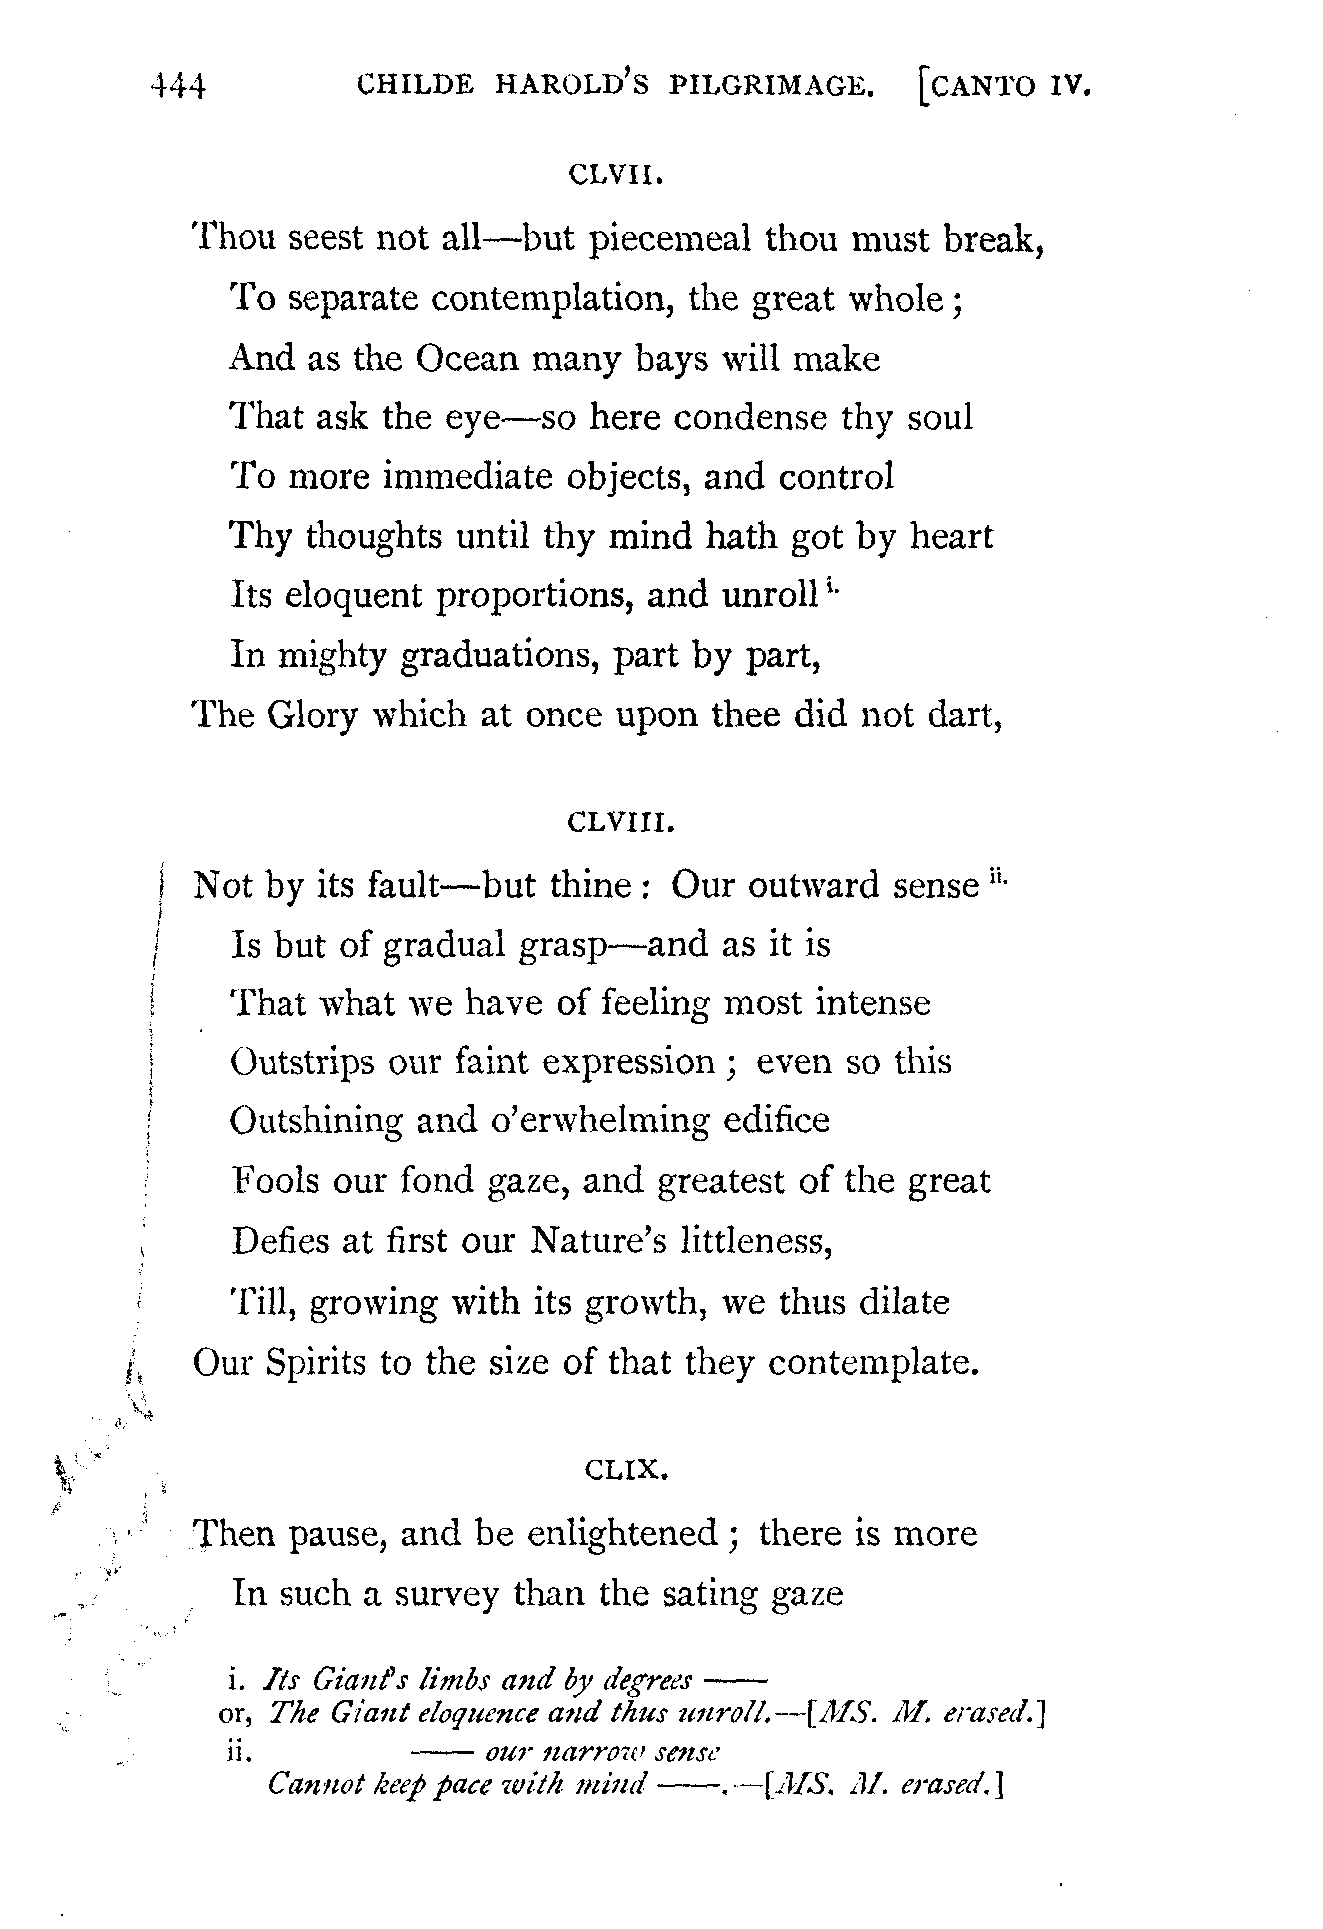 444 CHILDE HAROLD'S PILGRIMAGE. [CANTO IV.
CLVII.
Thou seest not all—but piecemeal thou must break,
To separate contemplation, the great whole;
And as the Ocean many bays will make
That ask the eye—so here condense thy soul
To more immediate objects, and control
Thy thoughts until thy mind hath got by heart
Its eloquent proportions, and unroll i.
In mighty graduations, part by part,
The Glory which at once upon thee did not dart,
CLVIII.
Not by its fault—but thine: Our outward sense ii.
Is but of gradual grasp—and as it is
That what we have of feeling most intense
Outstrips our faint expression; even so this
Outshining and o'erwhelming edifice
Fools our fond gaze, and greatest of the great
Defies at first our Nature's littleness,
Till, growing with its growth, we thus dilate
Our Spirits to the size of that they contemplate.
CLIX.
Then pause, and be enlightened; there is more
In such a survey than the sating gaze
i. Its Giant's limbs and by degrees ——
or, The Giant eloquence and thus unroll.—[MS. M. erased.]
ii. —— our narrow sense
Cannot keep pace with mind ——.—[MS. M. erased.]